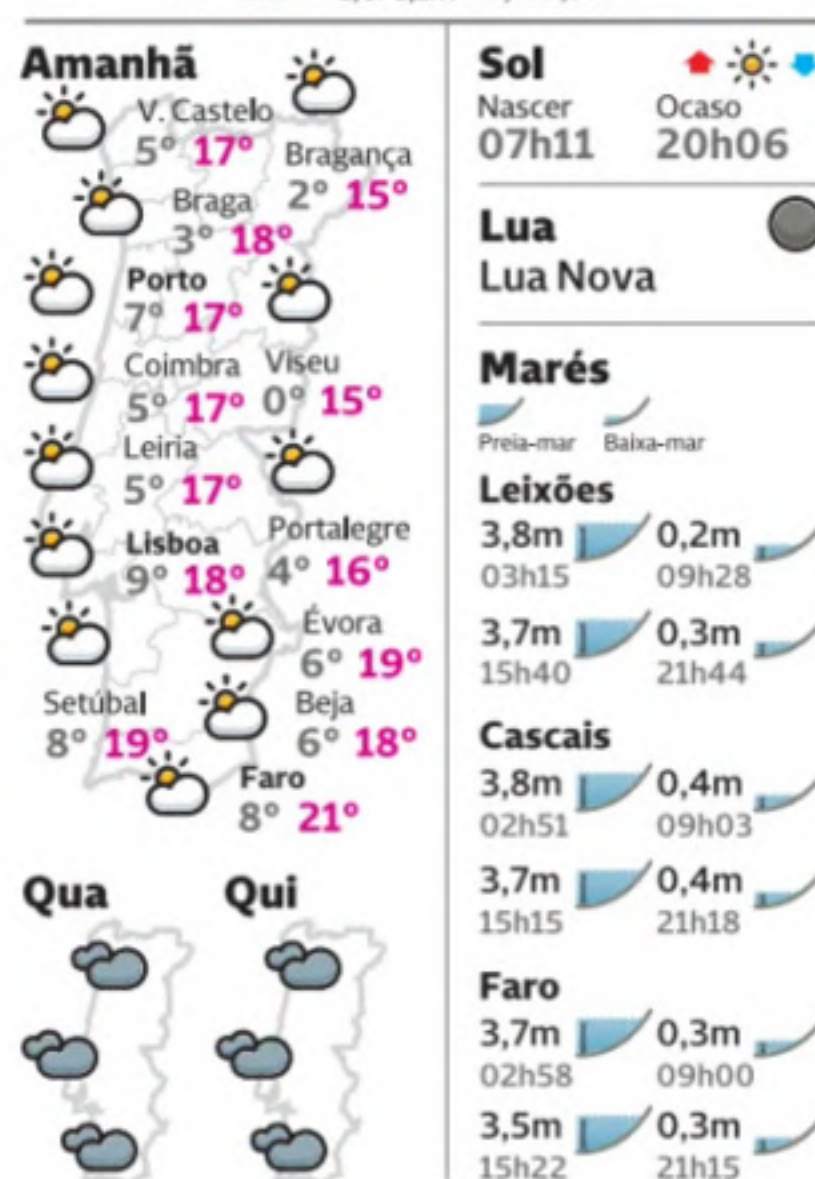 Amanhã
V. Castelo
5° 17°
Bragança
2° 15°
Braga
3° 18°
Porto
7° 17°
Coimbra
5° 17°
Viseu
0° 15°
Leiria
5° 17°
Lisboa
9° 18°
Portalegre
4° 16°
Évora
6° 19°
Setúbal
8° 19°
Beja
6° 18°
Faro
8° 21°
Qua
Qui
Sol
Nascer Ocaso
07h11 20h06
Lua
Lua Nova
Marés
Preia-mar Baixa-mar
Leixões
3,8m 0,2m
03h15 09h28
3,7m 0,3m
15h40 21h44
Cascais
3,8m 0,4m
02h51 09h03
3,7m 0,4m
15h15 21h18
Faro
3,7m 0,3m
02h58 09h00
3,5m 0,3m
15h22 21h15